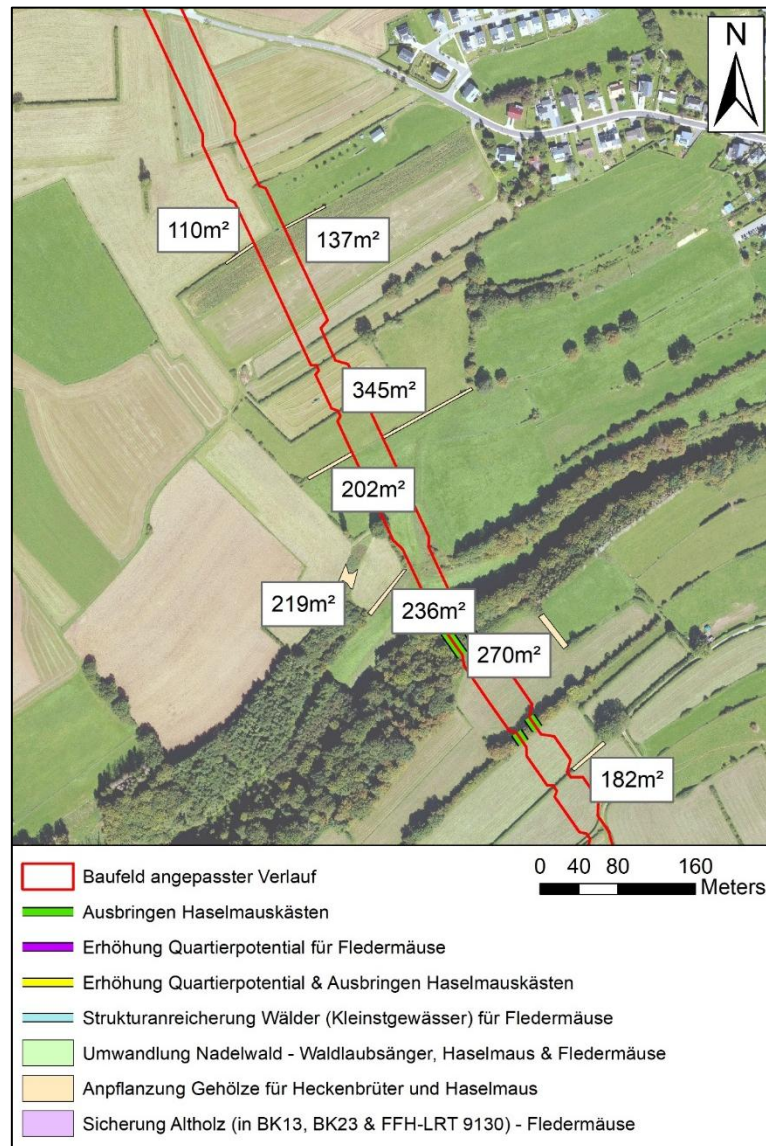 N
110m²
137m²
345m²
202m²
219m²
236m²
270m²
182m²
Baufeld angepasster Verlauf
0 40 80 160
Meters
Ausbringen Haselmauskästen
Erhöhung Quartierpotential für Fledermäuse
Erhöhung Quartierpotential & Ausbringen Haselmauskästen
Strukturanreicherung Wälder (Kleinstgewässer) für Fledermäuse
Umwandlung Nadelwald - Waldlaubsänger, Haselmaus & Fledermäuse
Anpflanzung Gehölze für Heckenbrüter und Haselmaus
Sicherung Altholz (in BK13, BK23 & FFH-LRT 9130) - Fledermäuse